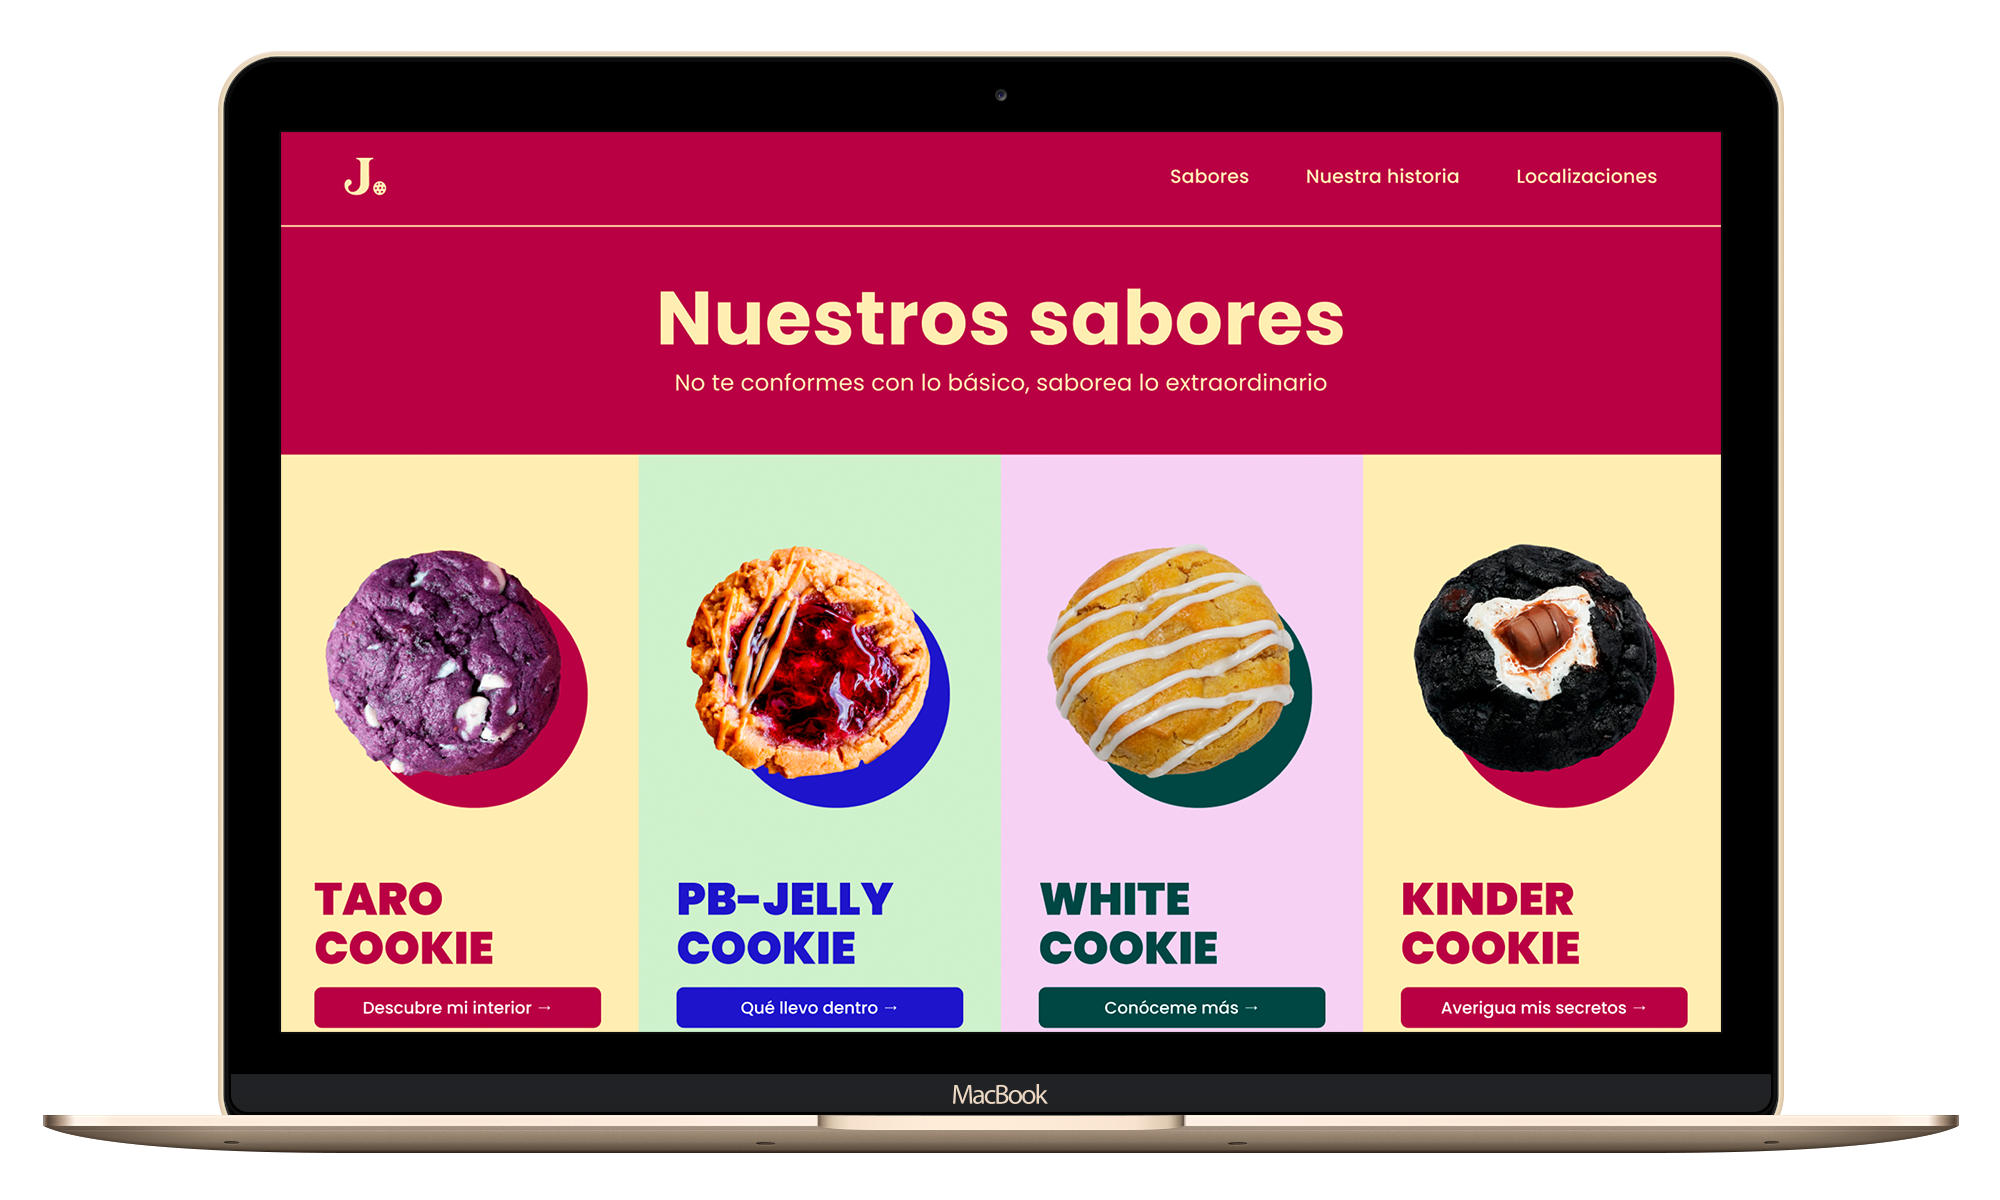 J.
Sabores Nuestra historia Localizaciones
Nuestros sabores
No te conformes con lo básico, saborea lo extraordinario
TARO
COOKIE
Descubre mi interior →
PB-JELLY
COOKIE
Qué llevo dentro →
WHITE
COOKIE
Conóceme más →
KINDER
COOKIE
Averigua mis secretos →
MacBook